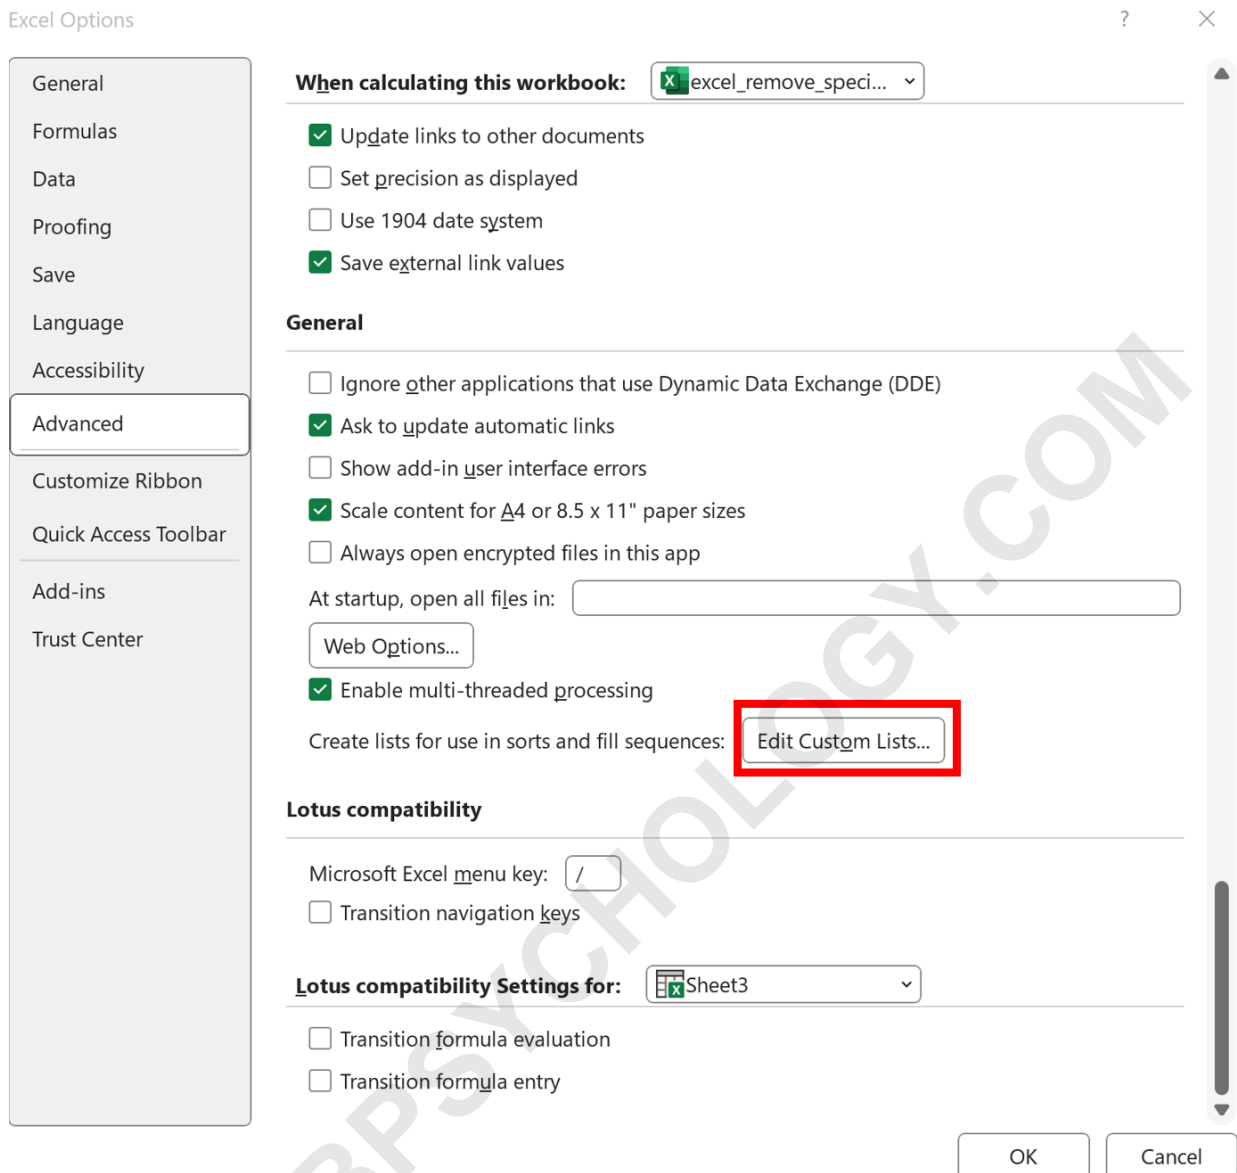 Excel Options ? ×
General
Formulas
Data
Proofing
Save
Language
Accessibility
Advanced
Customize Ribbon
Quick Access Toolbar
Add-ins
Trust Center
When calculating this workbook: excel_remove_speci...
Update links to other documents
Set precision as displayed
Use 1904 date system
Save external link values
General
Ignore other applications that use Dynamic Data Exchange (DDE)
Ask to update automatic links
Show add-in user interface errors
Scale content for A4 or 8.5 x 11" paper sizes
Always open encrypted files in this app
At startup, open all files in:
Web Options...
Enable multi-threaded processing
Create lists for use in sorts and fill sequences: Edit Custom Lists...
Lotus compatibility
Microsoft Excel menu key: /
Transition navigation keys
Lotus compatibility Settings for: Sheet3
Transition formula evaluation
Transition formula entry
OK Cancel
BPSYCHOLOGY.COM